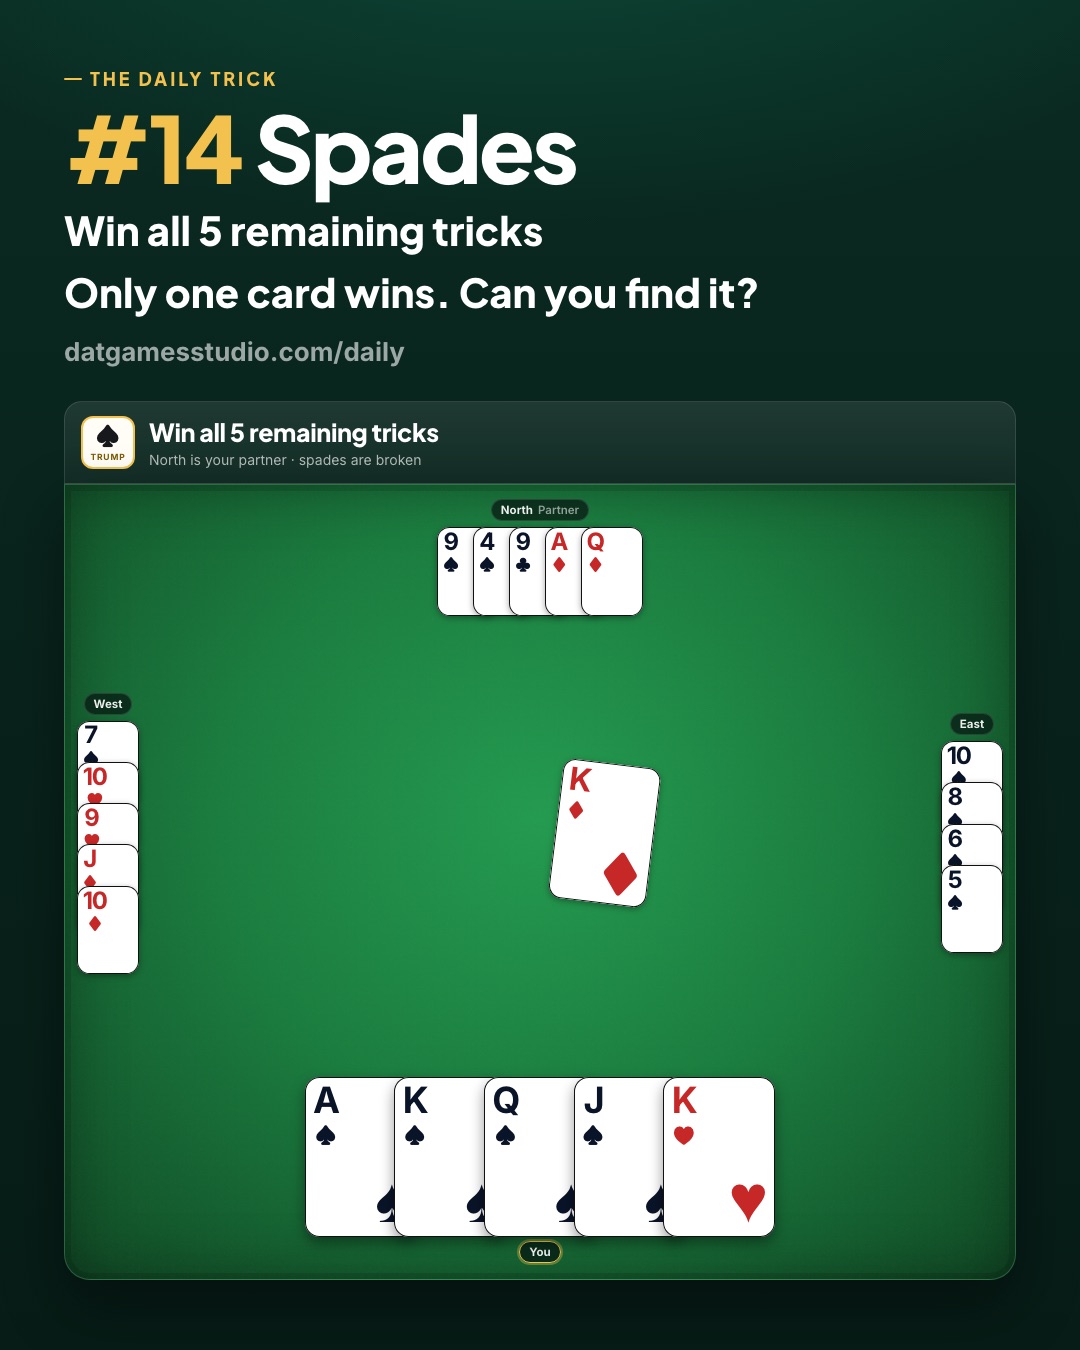 — THE DAILY TRICK
#14 Spades
Win all 5 remaining tricks
Only one card wins. Can you find it?
datgamesstudio.com/daily
♠ TRUMP
Win all 5 remaining tricks
North is your partner · spades are broken
North Partner
9♠ 4♠ 9♣ A♦ Q♦
West
7♠
10♥
9♥
J♦
10♦
East
10♠
8♠
6♠
5♠
K♦
A♠ K♠ Q♠ J♠ K♥
You